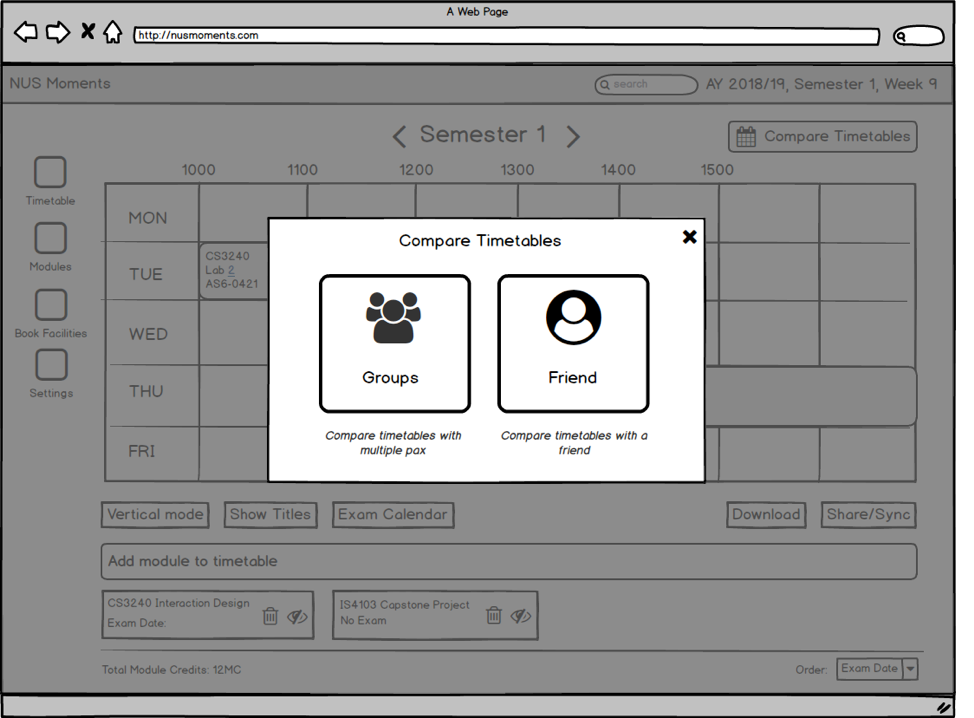 A Web Page
http://nusmoments.com
NUS Moments
search
AY 2018/19, Semester 1, Week 9
Semester 1
Compare Timetables
1000 1100 1200 1300 1400 1500
Timetable
Modules
Book Facilities
Settings
MON
TUE
CS3240
Lab 2
AS6-0421
WED
THU
FRI
Compare Timetables
Groups
Friend
Compare timetables with
multiple pax
Compare timetables with a
friend
Vertical mode
Show Titles
Exam Calendar
Download
Share/Sync
Add module to timetable
CS3240 Interaction Design
Exam Date:
IS4103 Capstone Project
No Exam
Total Module Credits: 12MC
Order: Exam Date